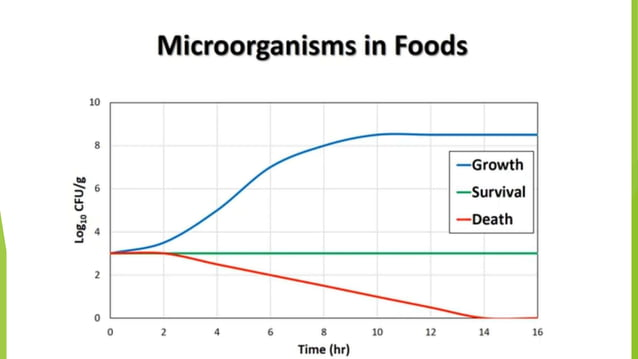 Microorganisms in Foods
10
8
6
4
2
0
Log10 CFU/g
Growth
Survival
Death
0 2 4 6 8 10 12 14 16
Time (hr)